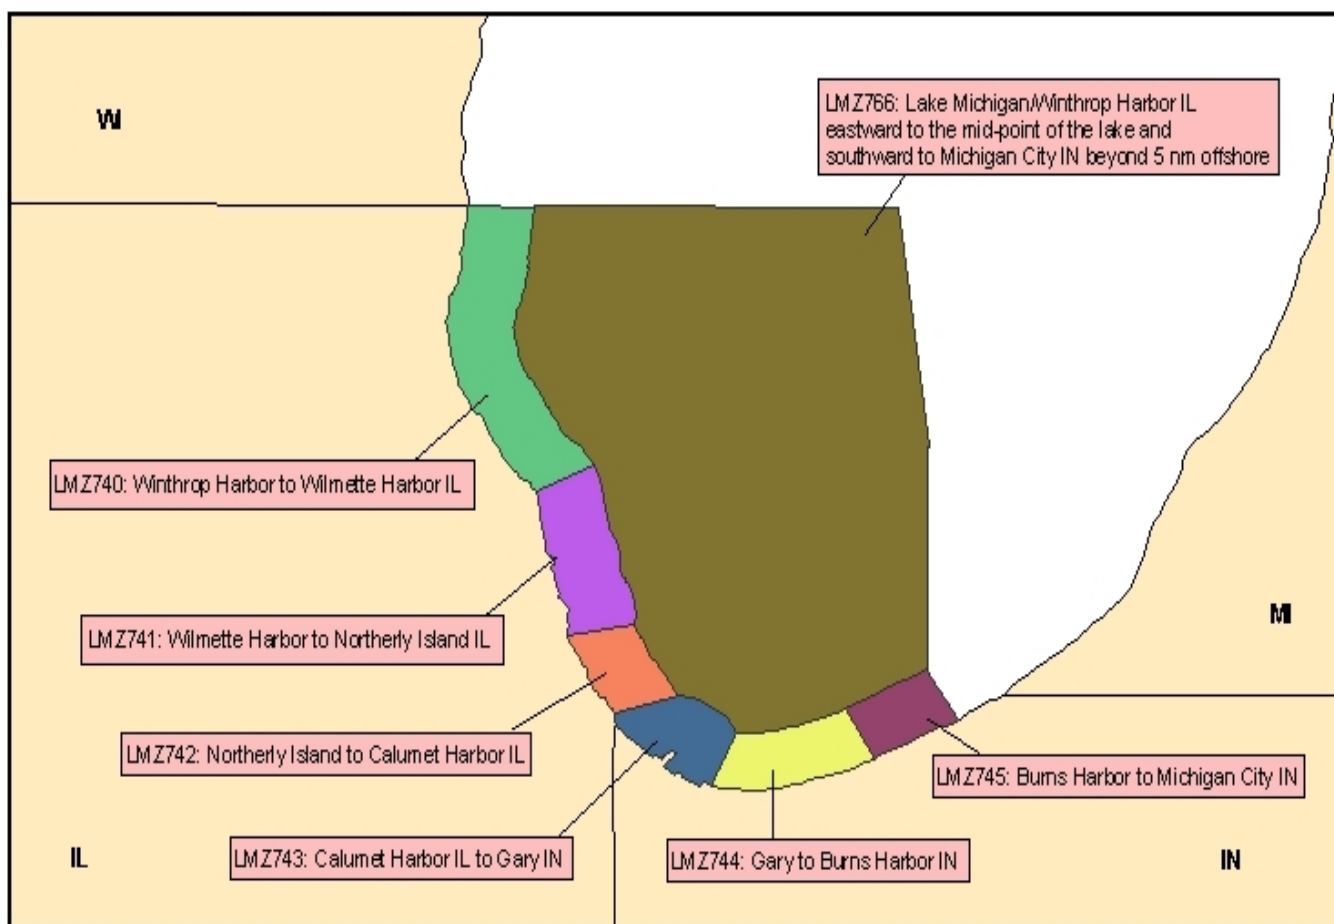 WI
LMZ766: Lake Michigan/Winthrop Harbor IL
eastward to the mid-point of the lake and
southward to Michigan City IN beyond 5 nm offshore
LMZ740: Winthrop Harbor to Wilmette Harbor IL
LMZ741: Wilmette Harbor to Northerly Island IL
MI
LMZ742: Northerly Island to Calumet Harbor IL
LMZ745: Burns Harbor to Michigan City IN
LMZ743: Calumet Harbor IL to Gary IN
LMZ744: Gary to Burns Harbor IN
IL
IN